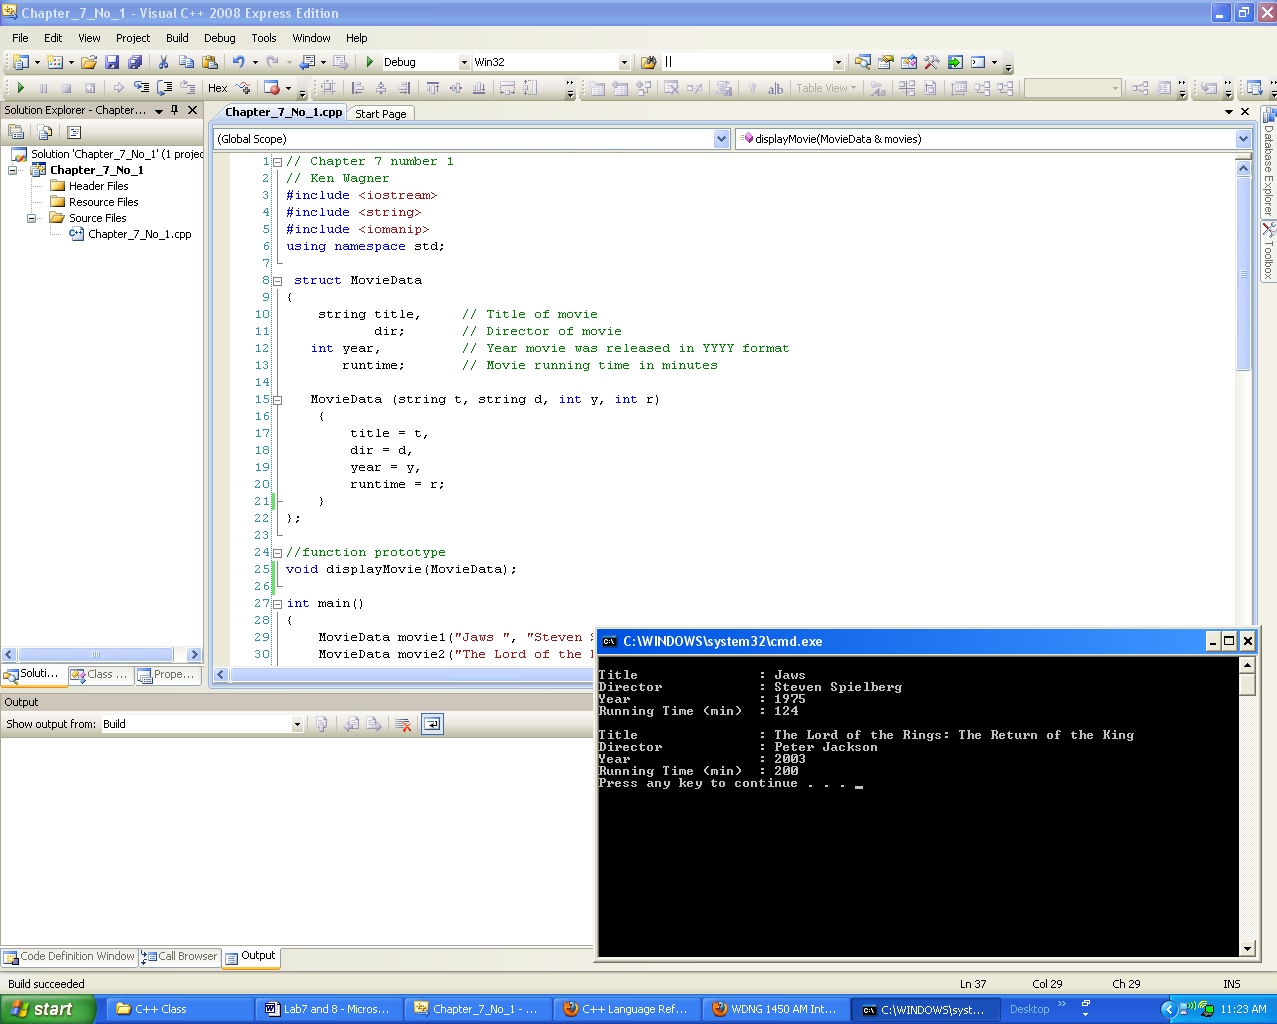 Chapter_7_No_1 - Visual C++ 2008 Express Edition
File Edit View Project Build Debug Tools Window Help
Debug Win32 ||
Hex Table View
Solution Explorer - Chapter...
Solution 'Chapter_7_No_1' (1 projec
Chapter_7_No_1
Header Files
Resource Files
Source Files
Chapter_7_No_1.cpp
Soluti... Class ... Prope...
Chapter_7_No_1.cpp Start Page
(Global Scope) displayMovie(MovieData & movies)
1 // Chapter 7 number 1
2 // Ken Wagner
3 #include <iostream>
4 #include <string>
5 #include <iomanip>
6 using namespace std;
7
8 struct MovieData
9 {
10 string title, // Title of movie
11 dir; // Director of movie
12 int year, // Year movie was released in YYYY format
13 runtime; // Movie running time in minutes
14
15 MovieData (string t, string d, int y, int r)
16 {
17 title = t,
18 dir = d,
19 year = y,
20 runtime = r;
21 }
22 };
23
24 //function prototype
25 void displayMovie(MovieData);
26
27 int main()
28 {
29 MovieData movie1("Jaws ", "Steven
30 MovieData movie2("The Lord of the
Database Explorer
Toolbox
Output
Show output from: Build
Code Definition Window Call Browser Output
C:\WINDOWS\system32\cmd.exe
Title : Jaws
Director : Steven Spielberg
Year : 1975
Running Time (min) : 124
Title : The Lord of the Rings: The Return of the King
Director : Peter Jackson
Year : 2003
Running Time (min) : 200
Press any key to continue . . . _
Build succeeded Ln 37 Col 29 Ch 29 INS
start C++ Class Lab7 and 8 - Micros... Chapter_7_No_1 - ... C++ Language Ref... WDNG 1450 AM Int... C:\WINDOWS\syst... Desktop » 11:23 AM